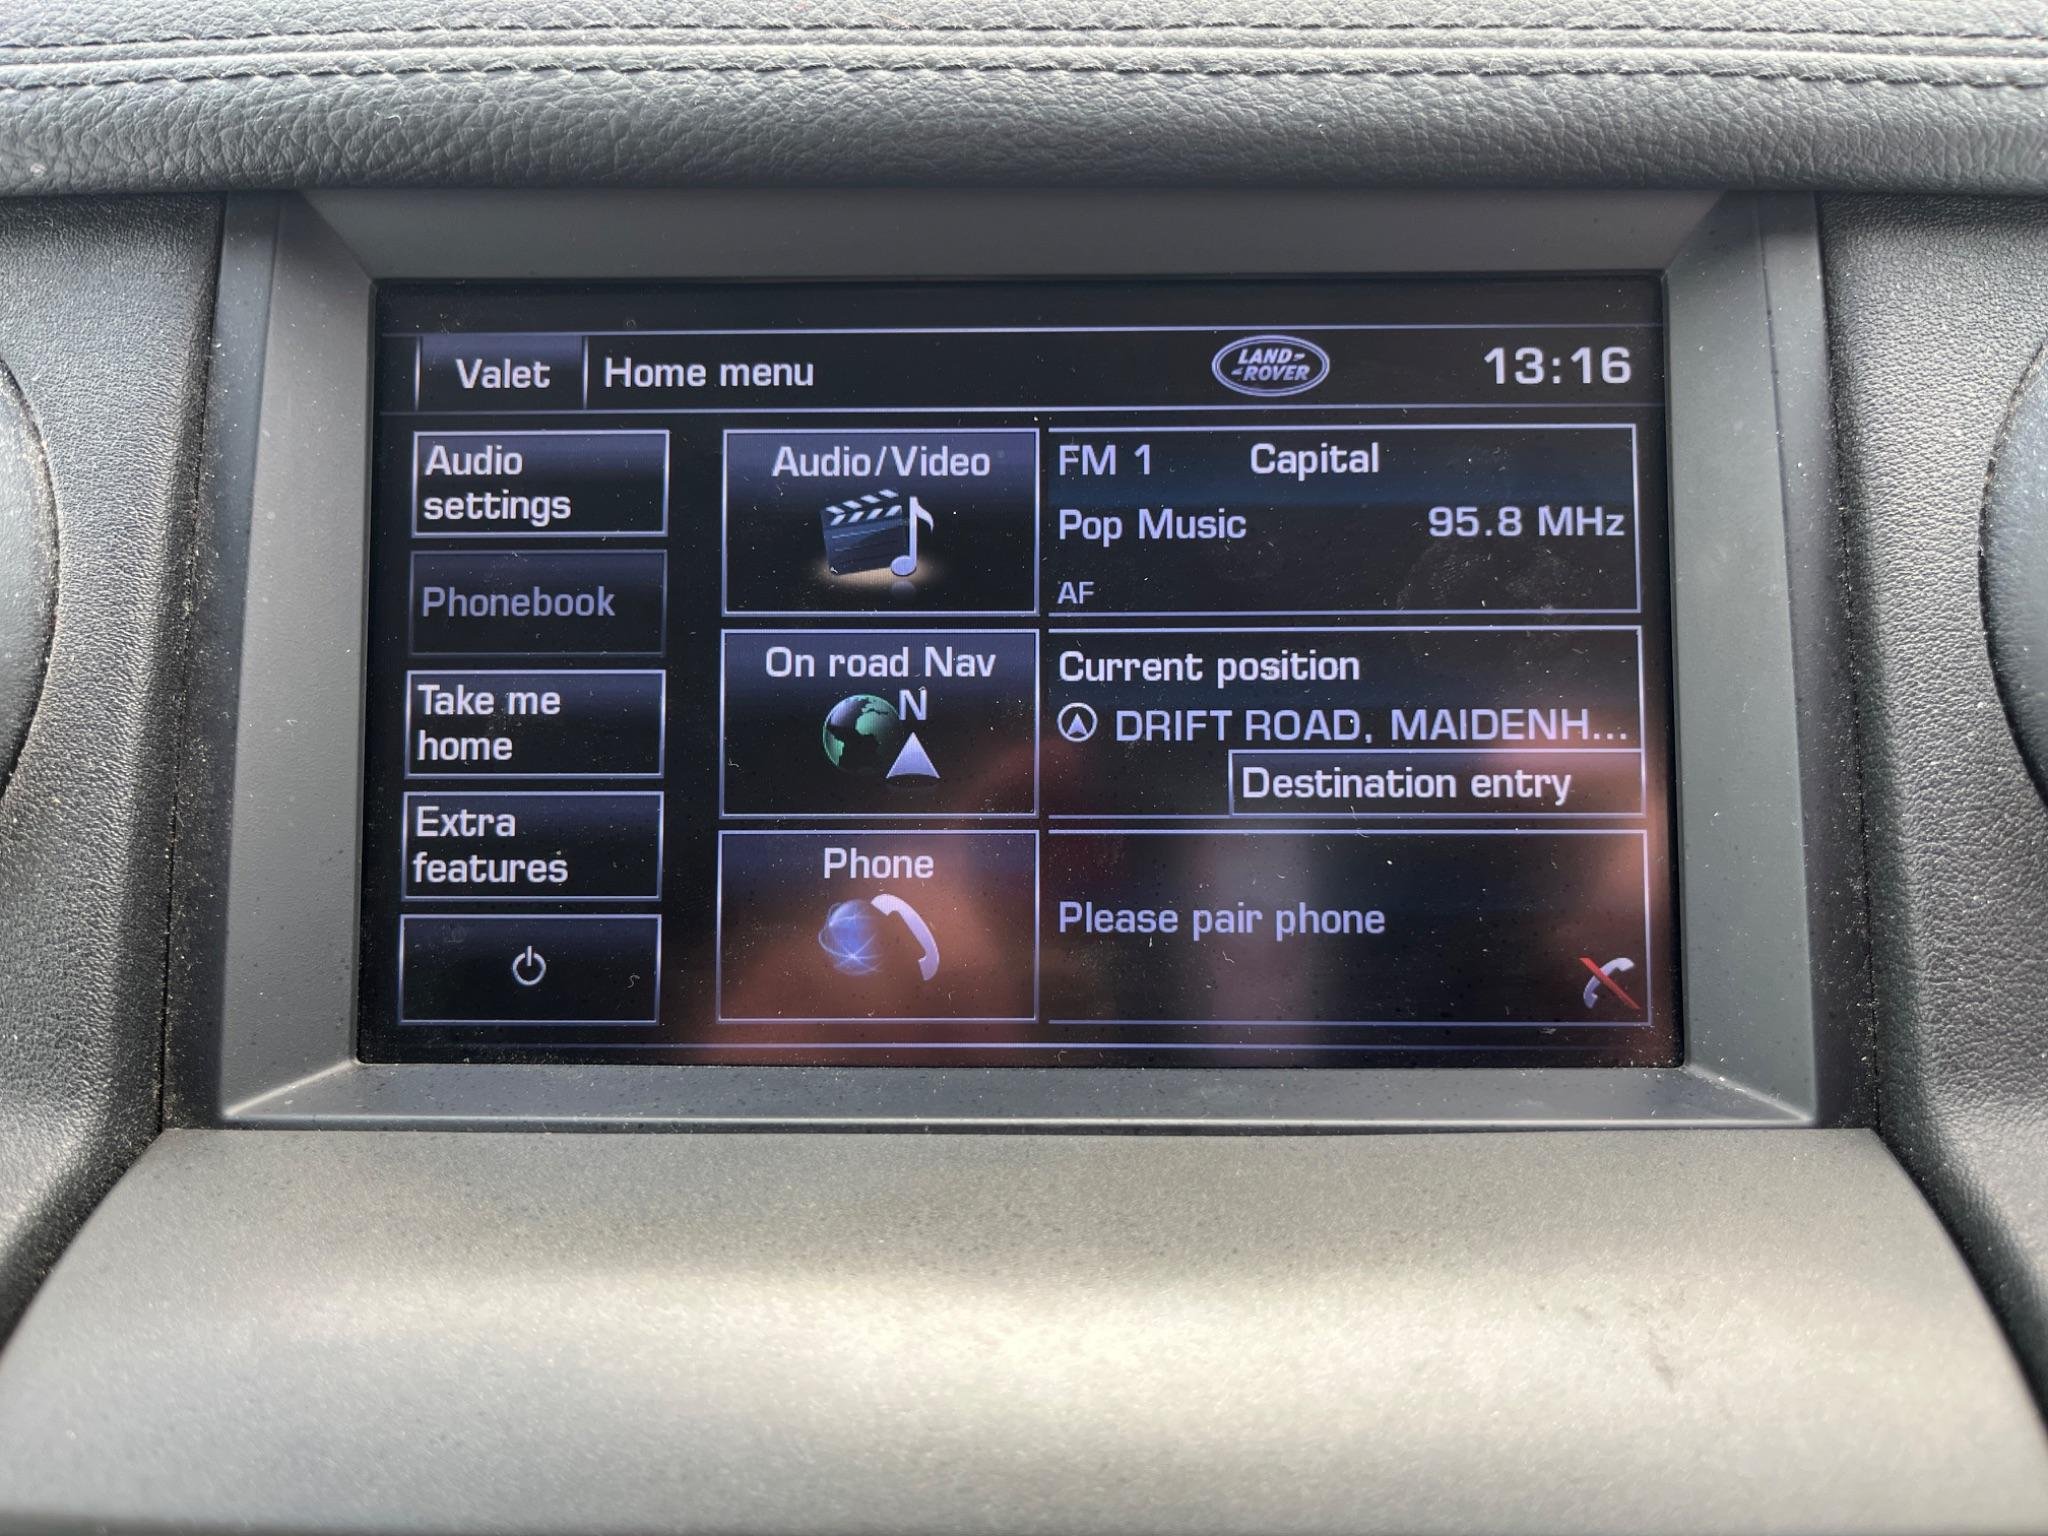 Valet
Home menu
LAND-
-ROVER
13:16
Audio
settings
Phonebook
Take me
home
Extra
features
Audio/Video
On road Nav
N
Phone
FM 1 Capital
Pop Music 95.8 MHz
AF
Current position
DRIFT ROAD, MAIDENH...
Destination entry
Please pair phone